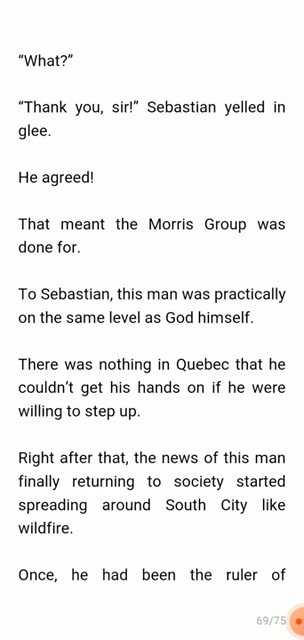 “What?”
“Thank you, sir!” Sebastian yelled in
glee.
He agreed!
That meant the Morris Group was
done for.
To Sebastian, this man was practically
on the same level as God himself.
There was nothing in Quebec that he
couldn’t get his hands on if he were
willing to step up.
Right after that, the news of this man
finally returning to society started
spreading around South City like
wildfire.
Once, he had been the ruler of
69/75